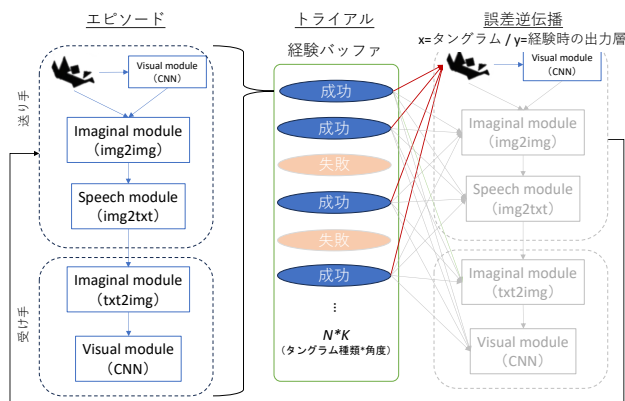 エピソード
送り手
Visual module
（CNN）
Imaginal module
（img2img）
Speech module
（img2txt）
受け手
Imaginal module
（txt2img）
Visual module
（CNN）
トライアル
経験バッファ
成功
成功
失敗
成功
失敗
成功
…
N*K
（タングラム種類*角度）
誤差逆伝播
x=タングラム / y=経験時の出力層
Visual module
（CNN）
Imaginal module
（img2img）
Speech module
（img2txt）
Imaginal module
（txt2img）
Visual module
（CNN）